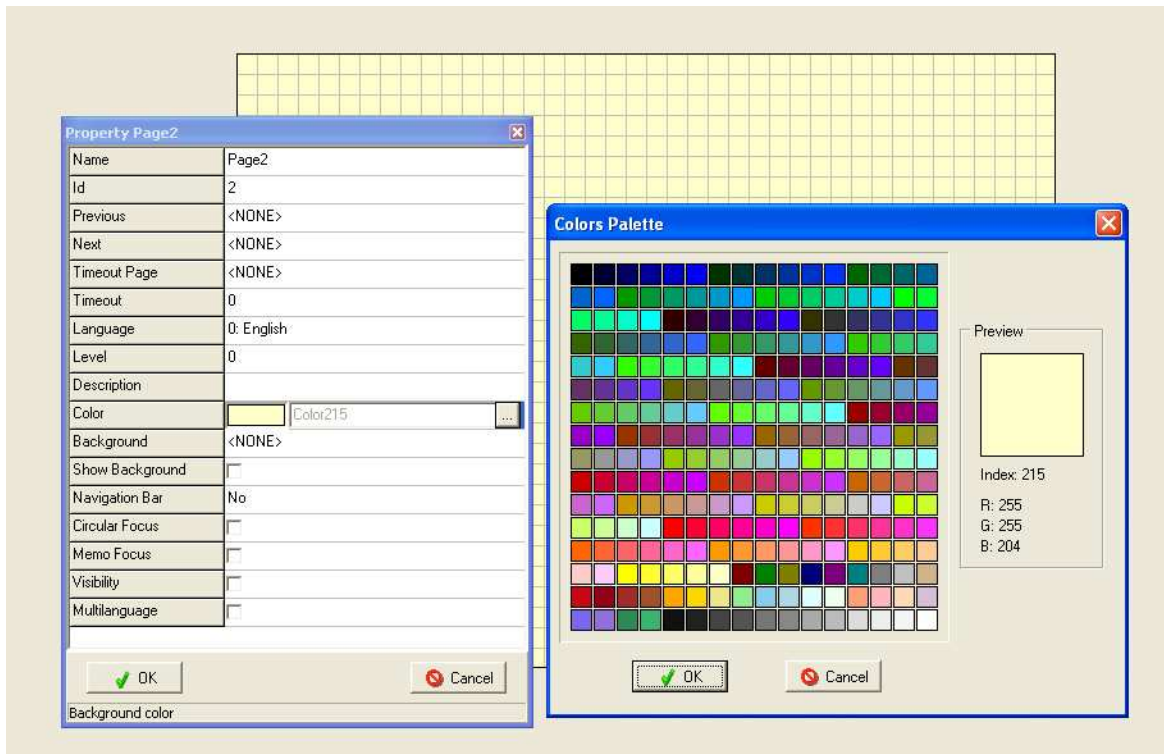 Property Page2
Name Page2
Id 2
Previous <NONE>
Next <NONE>
Timeout Page <NONE>
Timeout 0
Language 0: English
Level 0
Description
Color Color215 ...
Background <NONE>
Show Background
Navigation Bar No
Circular Focus
Memo Focus
Visibility
Multilanguage
OK Cancel
Background color
Colors Palette
Preview
Index: 215
R: 255
G: 255
B: 204
OK Cancel